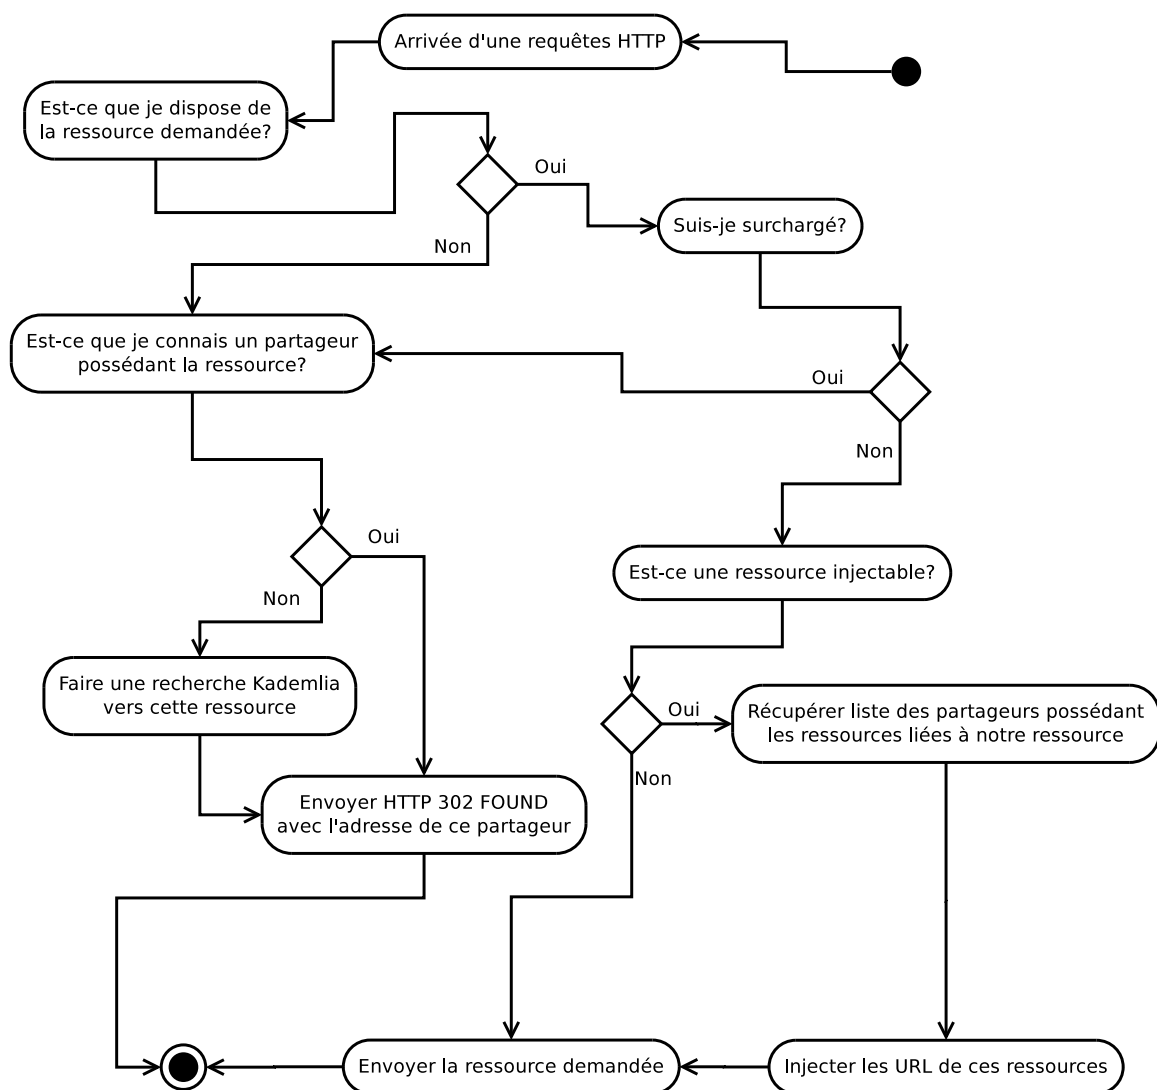 Arrivée d'une requêtes HTTP
Est-ce que je dispose de
la ressource demandée?
Oui
Suis-je surchargé?
Non
Est-ce que je connais un partageur
possédant la ressource?
Oui
Non
Oui
Est-ce une ressource injectable?
Non
Faire une recherche Kademlia
vers cette ressource
Oui
Récupérer liste des partageurs possédant
les ressources liées à notre ressource
Non
Envoyer HTTP 302 FOUND
avec l'adresse de ce partageur
Envoyer la ressource demandée
Injecter les URL de ces ressources